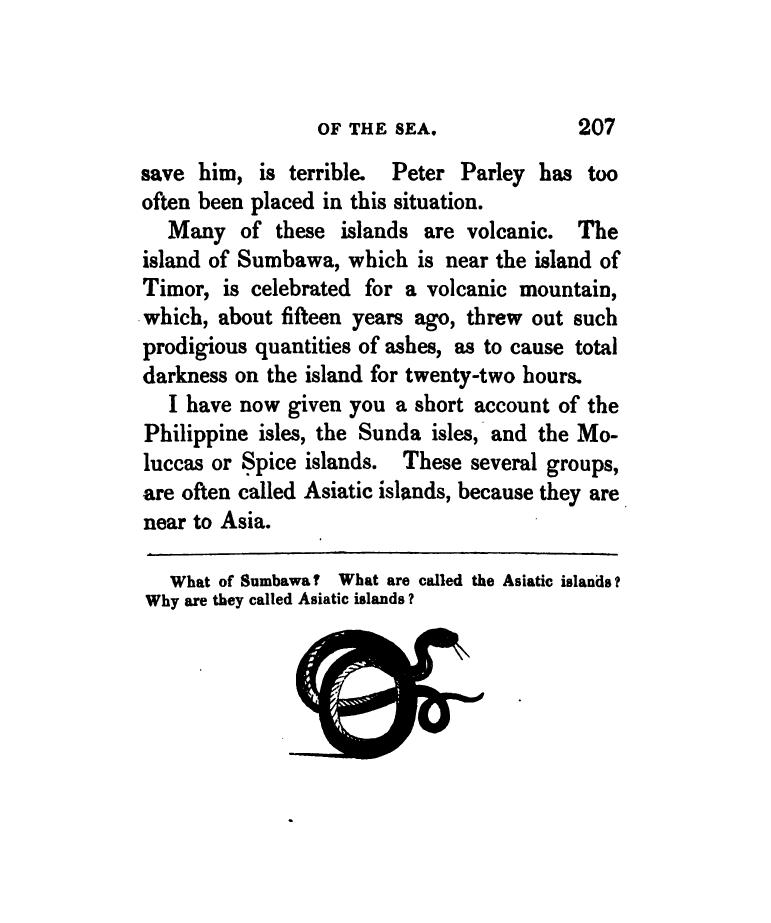 OF THE SEA. 207
save him, is terrible. Peter Parley has too
often been placed in this situation.
Many of these islands are volcanic. The
island of Sumbawa, which is near the island of
Timor, is celebrated for a volcanic mountain,
which, about fifteen years ago, threw out such
prodigious quantities of ashes, as to cause total
darkness on the island for twenty-two hours.
I have now given you a short account of the
Philippine isles, the Sunda isles, and the Mo-
luccas or Spice islands. These several groups,
are often called Asiatic islands, because they are
near to Asia.
What of Sumbawa? What are called the Asiatic islands?
Why are they called Asiatic islands?